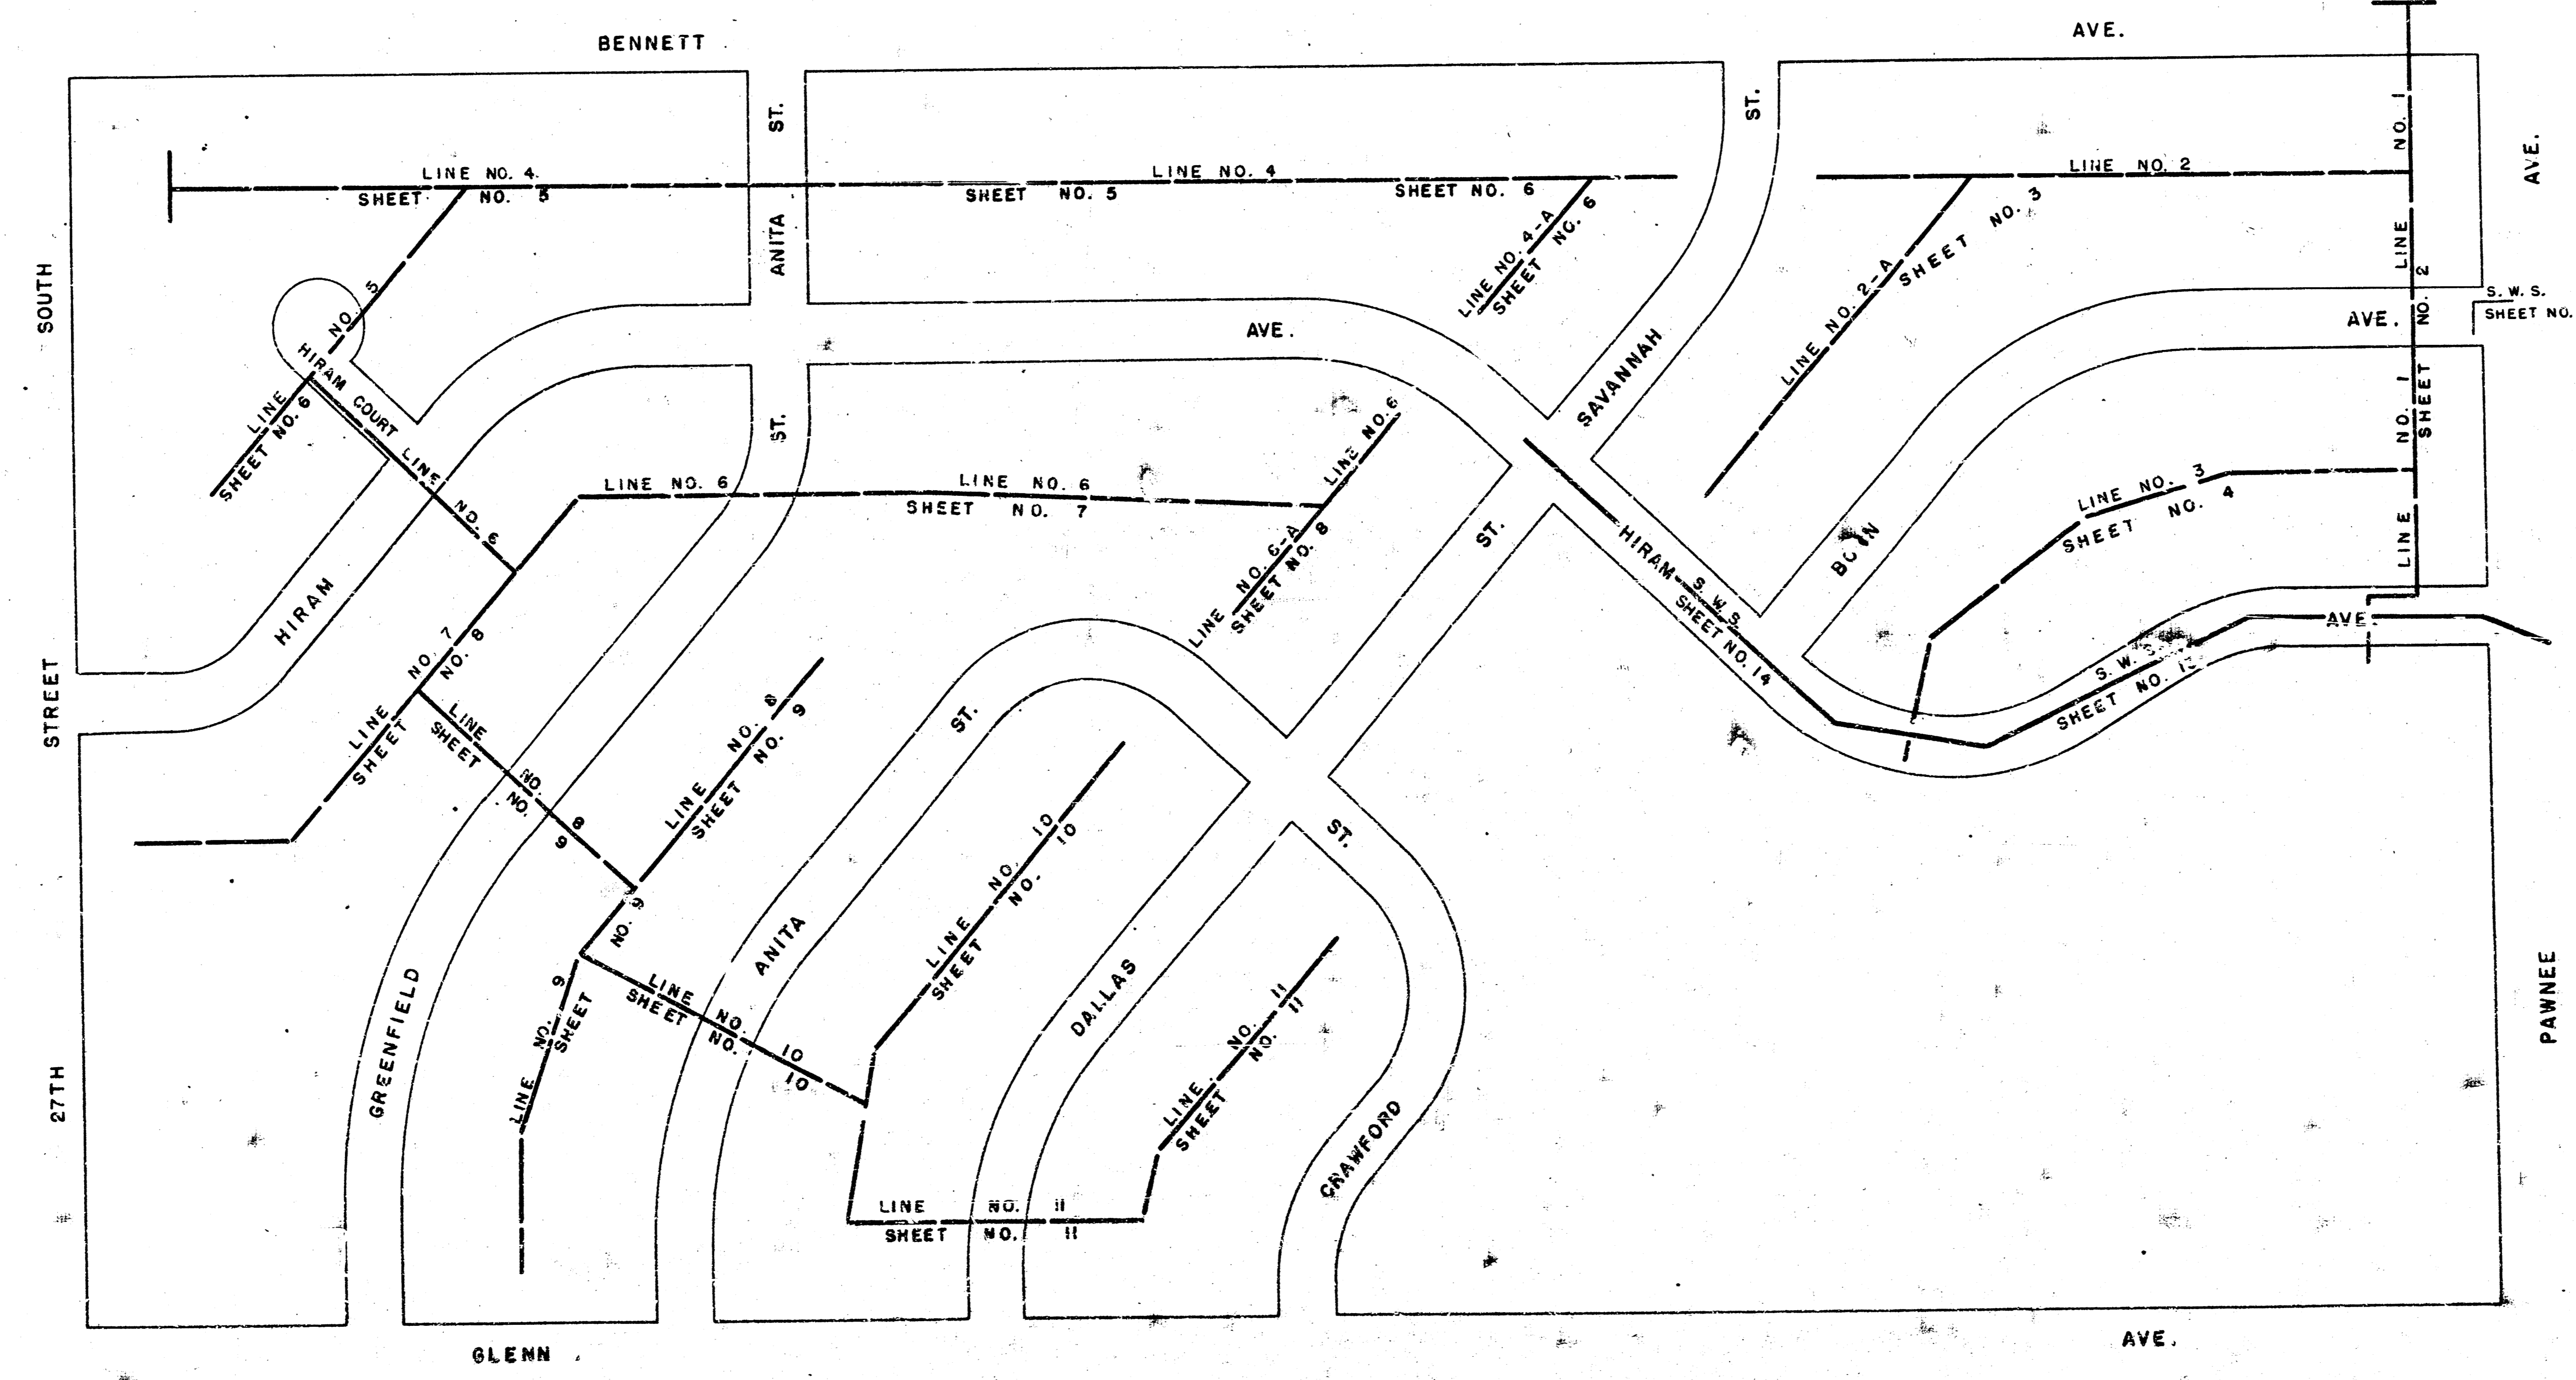 BENNETT AVE.
ST.
ST.
LINE NO. 4
SHEET NO. 5
LINE NO. 4
SHEET NO. 5
SHEET NO. 6
LINE NO. 2
LINE NO. 1
AVE.
SOUTH
ANITA
NO. 5
LINE NO. 4-A
SHEET NO. 6
LINE NO. 2-A
SHEET NO. 3
LINE NO. 1
SHEET NO. 2
S. W. S.
SHEET NO.
AVE.
AVE.
SAVANNAH
HIRAM COURT
LINE
SHEET NO. 6
LINE NO. 6
ST.
LINE NO. 6
LINE NO. 6
SHEET NO. 7
LINE NO. 6
LINE NO. 6-A
SHEET NO. 8
ST.
HIRAM
S. W. S.
SHEET NO. 14
LINE NO. 3
SHEET NO. 4
LINE
AVE.
S. W.
SHEET NO.
HIRAM
STREET
LINE NO. 7
SHEET NO. 8
LINE NO. 8
SHEET NO. 9
LINE NO. 8
SHEET NO. 9
ST.
ST.
LINE NO. 10
SHEET NO. 10
NO. 9
LINE NO. 9
SHEET
ANITA
LINE NO. 10
SHEET NO. 10
DALLAS
LINE NO. 11
SHEET NO. 11
PAWNEE
27TH
GREENFIELD
CRAWFORD
LINE NO. 11
SHEET NO. 11
GLENN AVE.